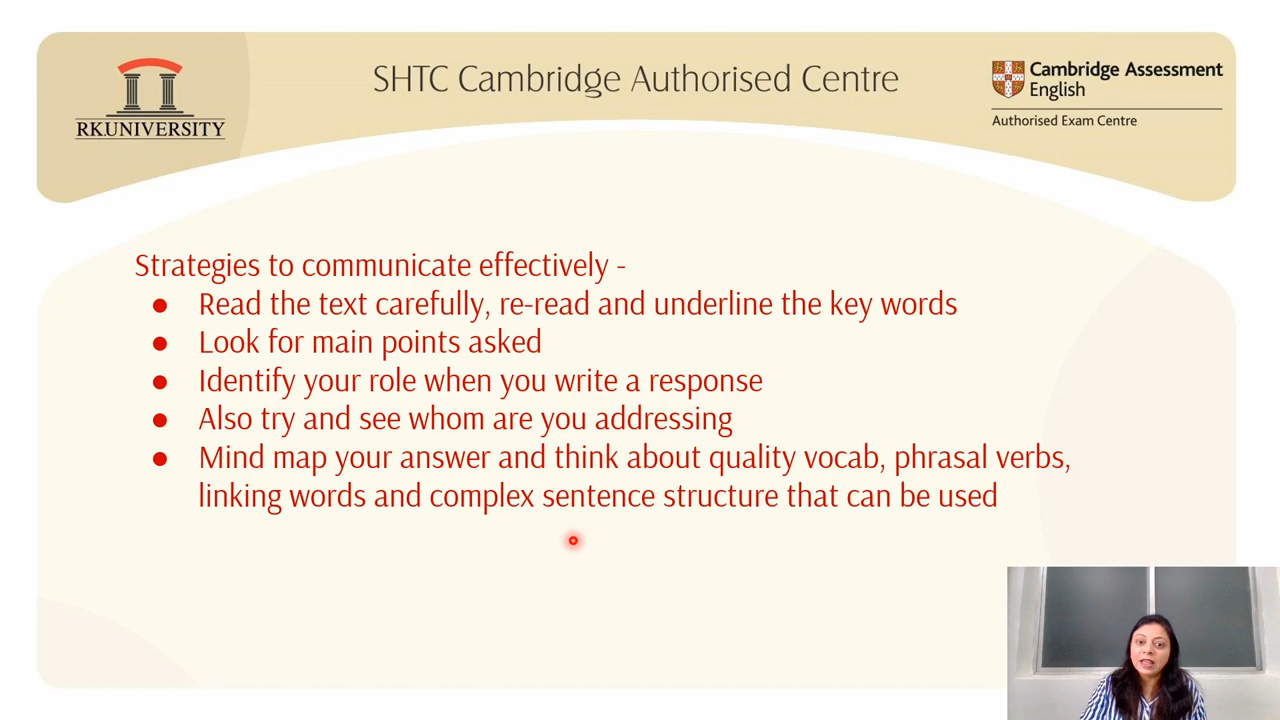 RKUNIVERSITY
SHTC Cambridge Authorised Centre
Cambridge Assessment
English
Authorised Exam Centre
Strategies to communicate effectively -
● Read the text carefully, re-read and underline the key words
● Look for main points asked
● Identify your role when you write a response
● Also try and see whom are you addressing
● Mind map your answer and think about quality vocab, phrasal verbs,
linking words and complex sentence structure that can be used